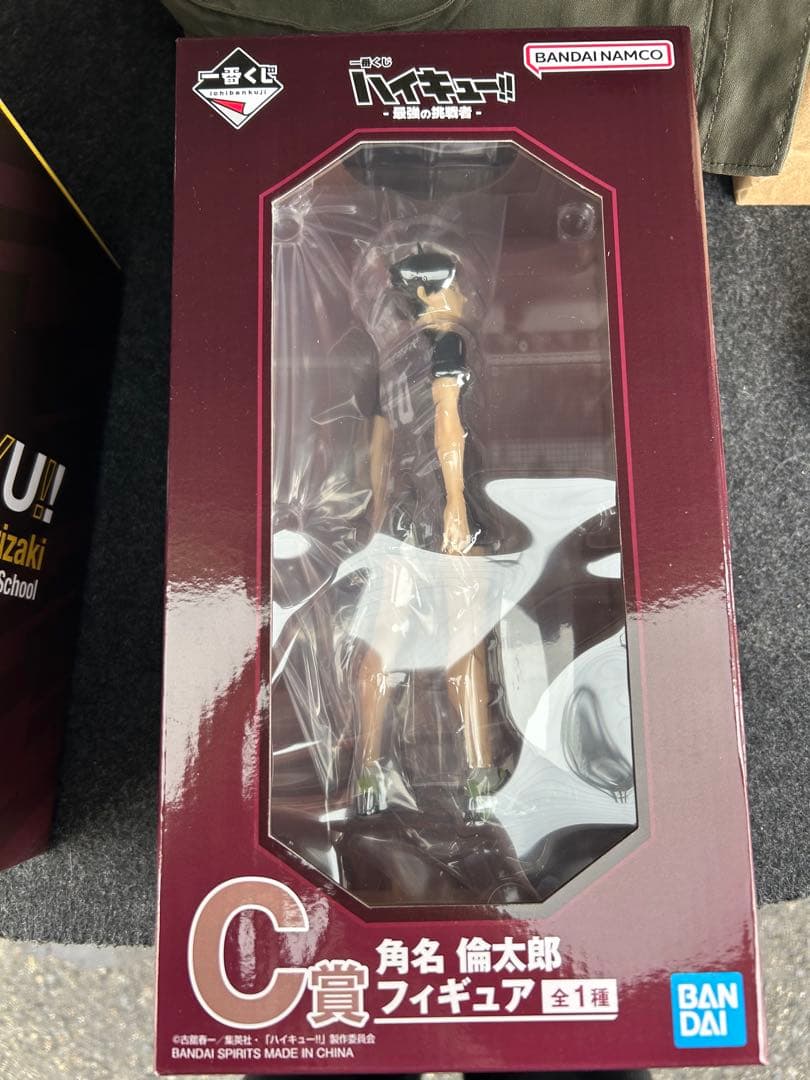 一番くじ
ichibankuji
一番くじ
ハイキュー!!
- 最強の挑戦者 -
BANDAI NAMCO
10
U!!
izaki
School
C賞
角名 倫太郎
フィギュア 全1種
BAN
DAI
©古舘春一／集英社・「ハイキュー!!」製作委員会
BANDAI SPIRITS MADE IN CHINA